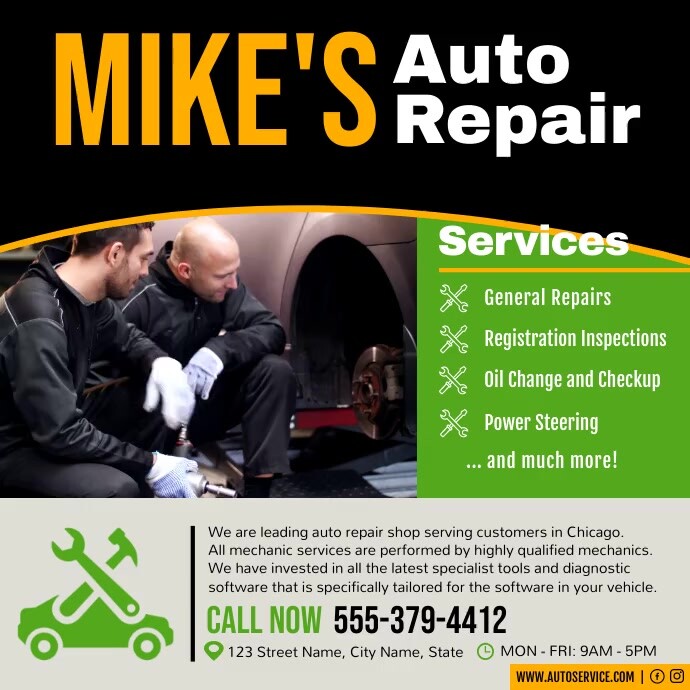 MIKE'S Auto
Repair
Services
General Repairs
Registration Inspections
Oil Change and Checkup
Power Steering
... and much more!
We are leading auto repair shop serving customers in Chicago.
All mechanic services are performed by highly qualified mechanics.
We have invested in all the latest specialist tools and diagnostic
software that is specifically tailored for the software in your vehicle.
CALL NOW 555-379-4412
123 Street Name, City Name, State MON - FRI: 9AM - 5PM
WWW.AUTOSERVICE.COM |